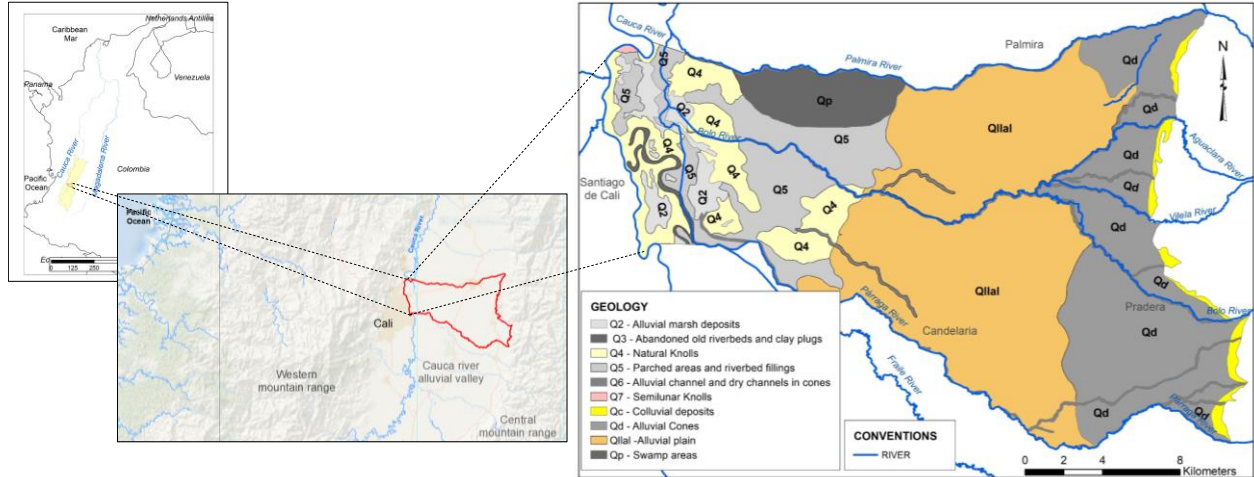 Netherlands Antilles
Caribbean
Mar
Venezuela
Panama
Cauca River
Magdalena River
Colombia
Pacific
Ocean
0 125 250
Pacific
Ocean
Cauca River
Cali
Western
mountain range
Cauca river
alluvial valley
Central
mountain range
Cauca River
Palmira River
Palmira
N
Q5
Q5
Q4
Qp
Qd
Qd
Q2
Q4
Bolo River
Q5
Qllal
Aguaclara River
Q4
Q5
Q4
Q5
Qd
Santiago
de Cali
Q2
Q2
Q4
Q4
Vilela River
Qd
Q4
Qllal
Pradera
Bolo River
Párraga River
Candelaria
Qd
Fraile River
Qd
Qd
Párraga River
GEOLOGY
Q2 - Alluvial marsh deposits
Q3 - Abandoned old riverbeds and clay plugs
Q4 - Natural Knolls
Q5 - Parched areas and riverbed fillings
Q6 - Alluvial channel and dry channels in cones
Q7 - Semilunar Knolls
Qc - Colluvial deposits
Qd - Alluvial Cones
Qllal -Alluvial plain
Qp - Swamp areas
CONVENTIONS
RIVER
0 2 4 8
Kilometers